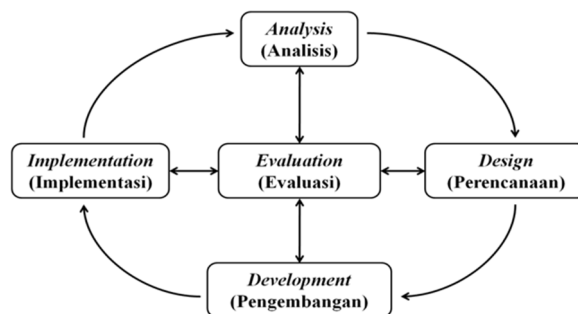 Analysis
(Analisis)
Implementation
(Implementasi)
Evaluation
(Evaluasi)
Design
(Perencanaan)
Development
(Pengembangan)